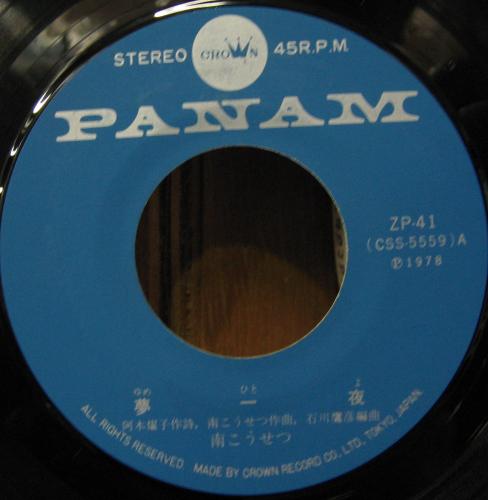 STEREO CROWN 45R.P.M.
PANAM
ZP-41
(CSS-5559)A
Ⓟ1978
ゆめ ひと よ
夢一夜
阿木燿子作詩，南こうせつ作曲，石川鷹彦編曲
南こうせつ
ALL RIGHTS RESERVED MADE BY CROWN RECORD CO., LTD, TOKYO, JAPAN.